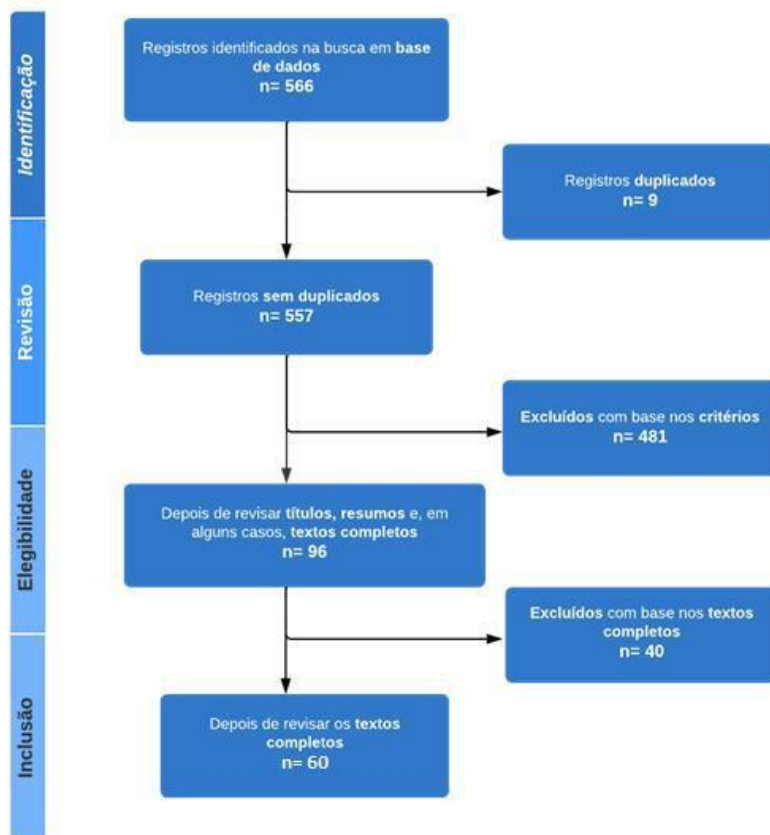 Identificação
Registros identificados na busca em base
de dados
n= 566
Registros duplicados
n= 9
Revisão
Registros sem duplicados
n= 557
Excluídos com base nos critérios
n= 481
Elegibilidade
Depois de revisar títulos, resumos e, em
alguns casos, textos completos
n= 96
Excluídos com base nos textos
completos
n= 40
Inclusão
Depois de revisar os textos
completos
n= 60